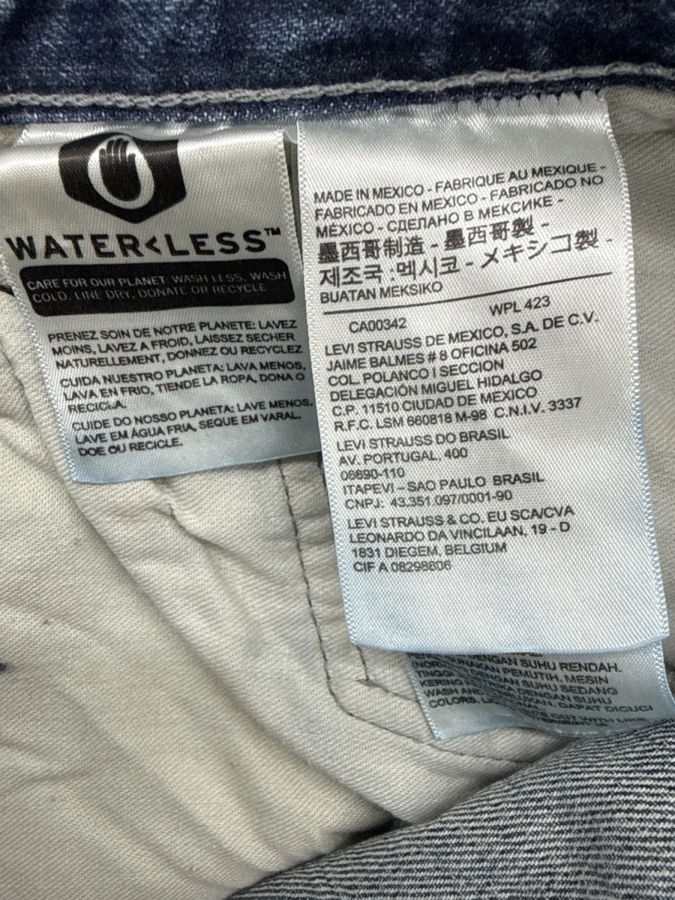 WATER<LESS™
CARE FOR OUR PLANET: WASH LESS, WASH
COLD, LINE DRY, DONATE OR RECYCLE.
PRENEZ SOIN DE NOTRE PLANETE: LAVEZ
MOINS, LAVEZ A FROID, LAISSEZ SECHER
NATURELLEMENT, DONNEZ OU RECYCLEZ
CUIDA NUESTRO PLANETA: LAVA MENOS,
LAVA EN FRIO, TIENDE LA ROPA, DONA O
RECICLA.
CUIDE DO NOSSO PLANETA: LAVE MENOS.
LAVE EM ÁGUA FRIA, SEQUE EM VARAL.
DOE OU RECICLE.
MADE IN MEXICO - FABRIQUE AU MEXIQUE -
FABRICADO EN MEXICO - FABRICADO NO
MÉXICO - СДЕЛАНО В МЕКСИКЕ -
墨西哥制造 - 墨西哥製 -
제조국 : 멕시코 - メキシコ製 -
BUATAN MEKSIKO
CA00342 WPL 423
LEVI STRAUSS DE MEXICO, S.A. DE C.V.
JAIME BALMES # 8 OFICINA 502
COL. POLANCO I SECCION
DELEGACIÓN MIGUEL HIDALGO
C.P. 11510 CIUDAD DE MEXICO
R.F.C. LSM 660818 M-98 C.N.I.V. 3337
LEVI STRAUSS DO BRASIL
AV. PORTUGAL, 400
06690-110
ITAPEVI - SAO PAULO BRASIL
CNPJ: 43.351.097/0001-90
LEVI STRAUSS & CO. EU SCA/CVA
LEONARDO DA VINCILAAN, 19 - D
1831 DIEGEM, BELGIUM
CIF A 08298606
DENGAN SUHU RENDAH.
PEMUTIH. MESIN
DENGAN SUHU SEDANG
WASH DENGAN SUHU
COLORS. DAPAT DICUCI